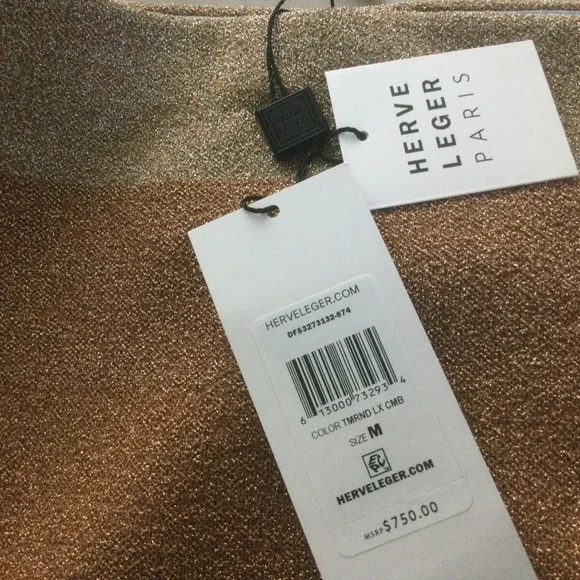 HERVE
LEGER
PARIS
HERVELEGER.COM
DFS3273132-874
6 13000 73293 4
COLOR TMRND LX CMB
SIZE M
HERVELEGER.COM
MSRP $750.00